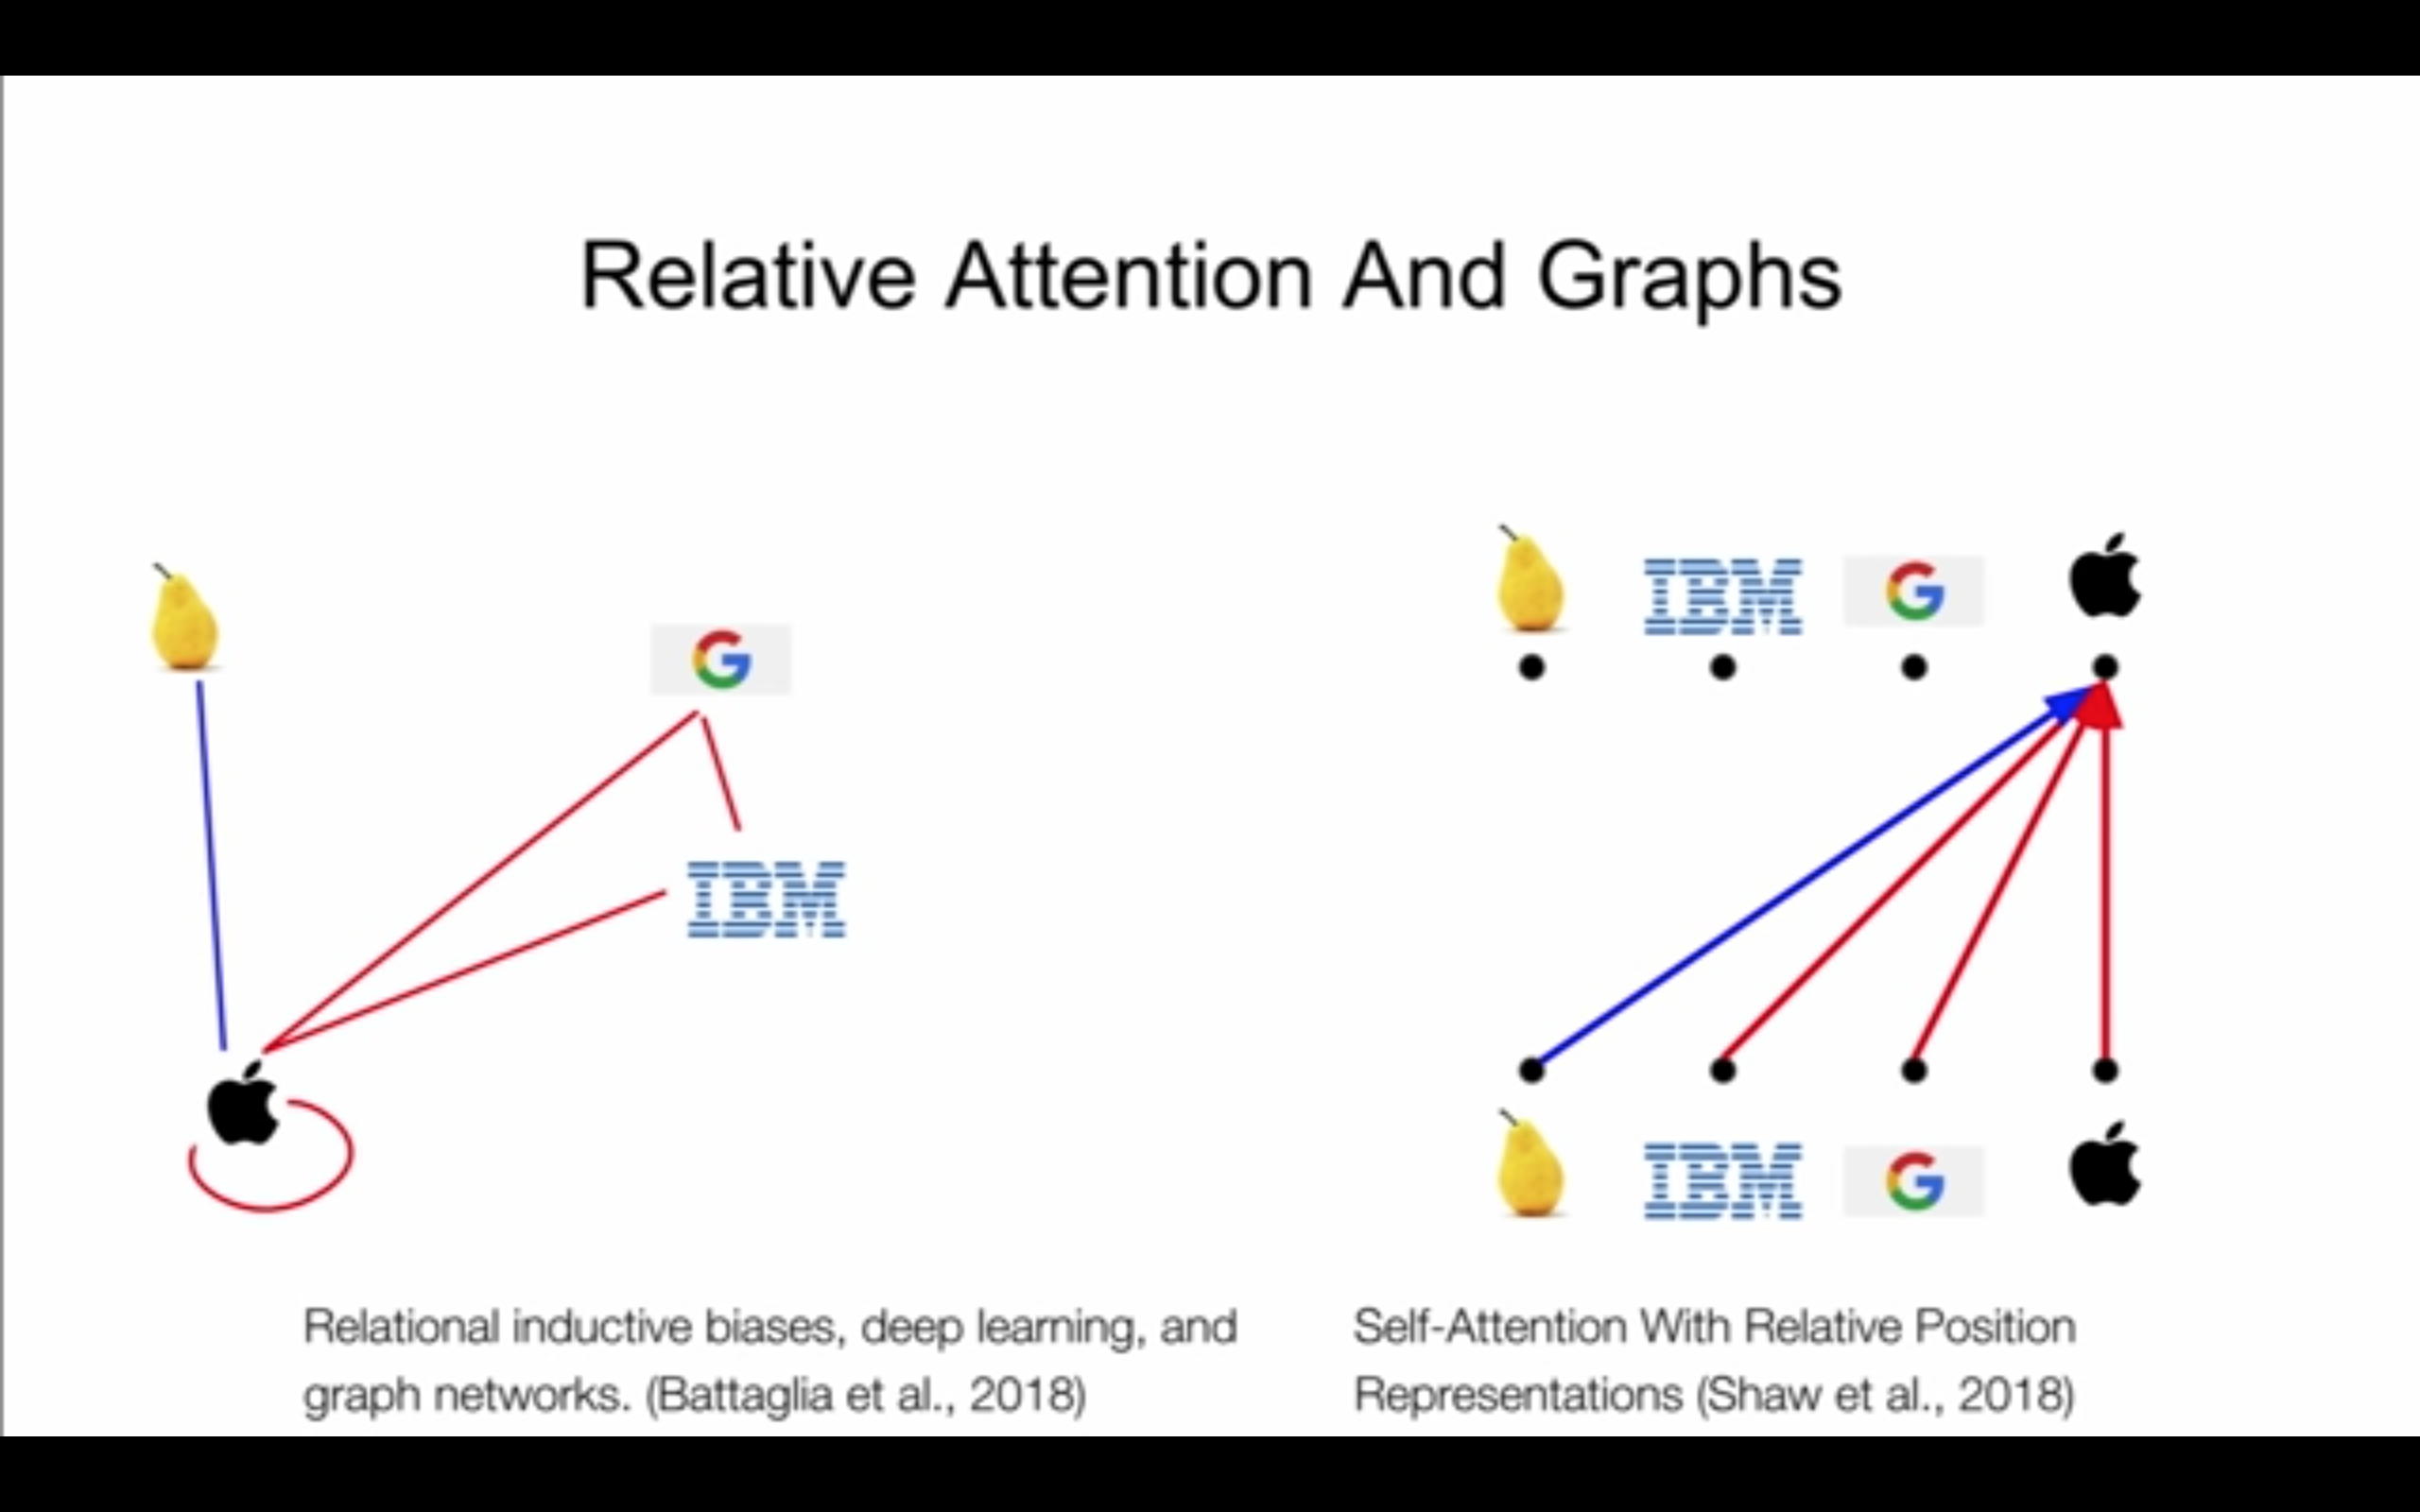 Relative Attention And Graphs
IBM
G
G
IBM
IBM
G
Relational inductive biases, deep learning, and
graph networks. (Battaglia et al., 2018)
Self-Attention With Relative Position
Representations (Shaw et al., 2018)